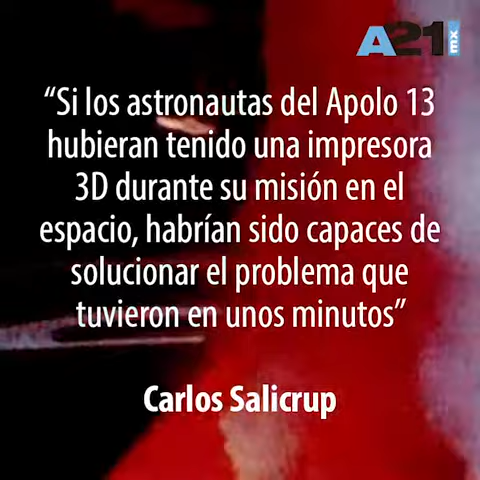 A21 mx
“Si los astronautas del Apolo 13
hubieran tenido una impresora
3D durante su misión en el
espacio, habrían sido capaces de
solucionar el problema que
tuvieron en unos minutos”
Carlos Salicrup